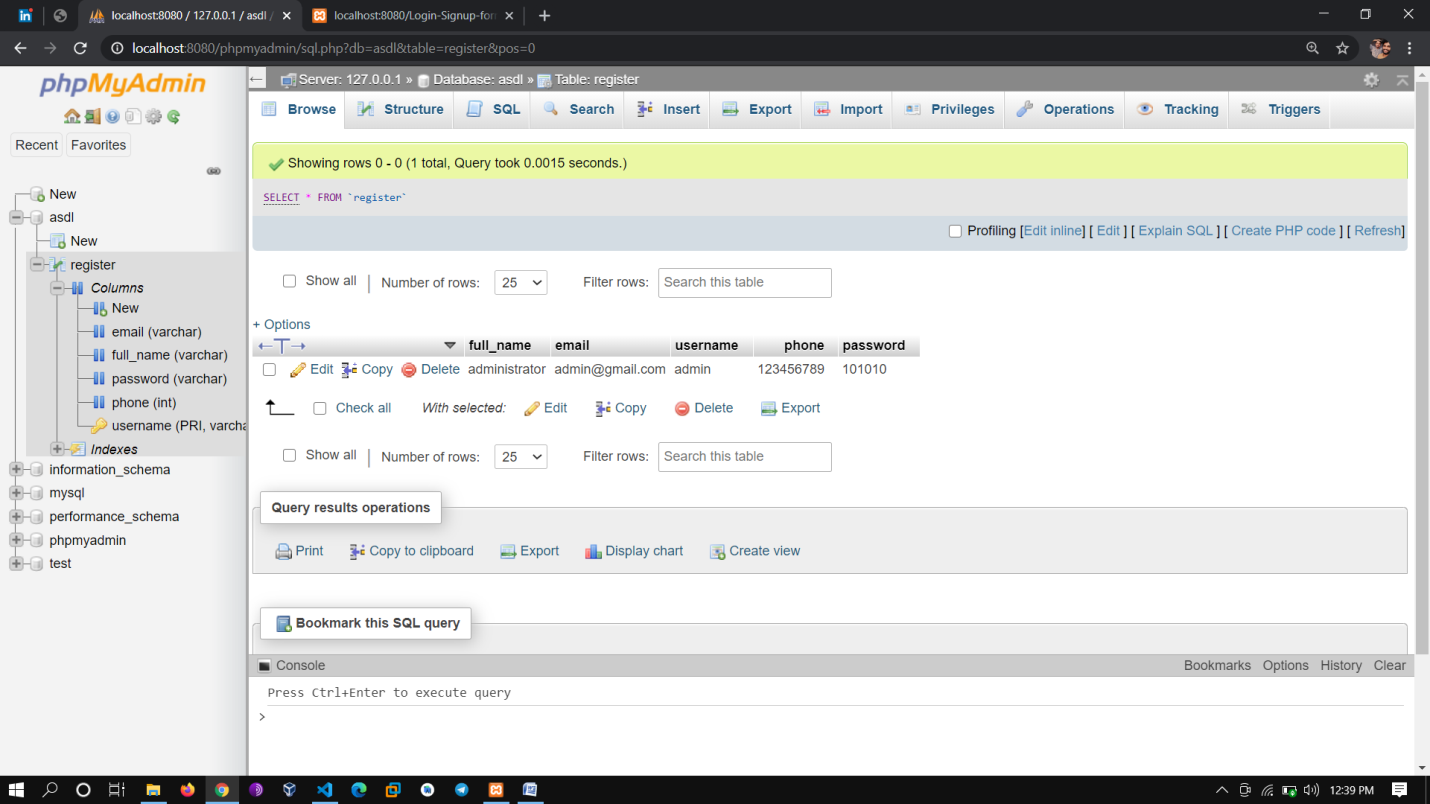 localhost:8080 / 127.0.0.1 / asdl /
localhost:8080/Login-Signup-for
localhost:8080/phpmyadmin/sql.php?db=asdl&table=register&pos=0
phpMyAdmin
Recent Favorites
New
asdl
New
register
Columns
New
email (varchar)
full_name (varchar)
password (varchar)
phone (int)
username (PRI, varcha
Indexes
information_schema
mysql
performance_schema
phpmyadmin
test
Server: 127.0.0.1 » Database: asdl » Table: register
Browse Structure SQL Search Insert Export Import Privileges Operations Tracking Triggers
Showing rows 0 - 0 (1 total, Query took 0.0015 seconds.)
SELECT * FROM `register`
Profiling [Edit inline] [ Edit ] [ Explain SQL ] [ Create PHP code ] [ Refresh]
Show all | Number of rows: 25 Filter rows: Search this table
+ Options
←T→ full_name email username phone password
Edit Copy Delete administrator admin@gmail.com admin 123456789 101010
Check all With selected: Edit Copy Delete Export
Show all | Number of rows: 25 Filter rows: Search this table
Query results operations
Print Copy to clipboard Export Display chart Create view
Bookmark this SQL query
Console Bookmarks Options History Clear
Press Ctrl+Enter to execute query
>
12:39 PM